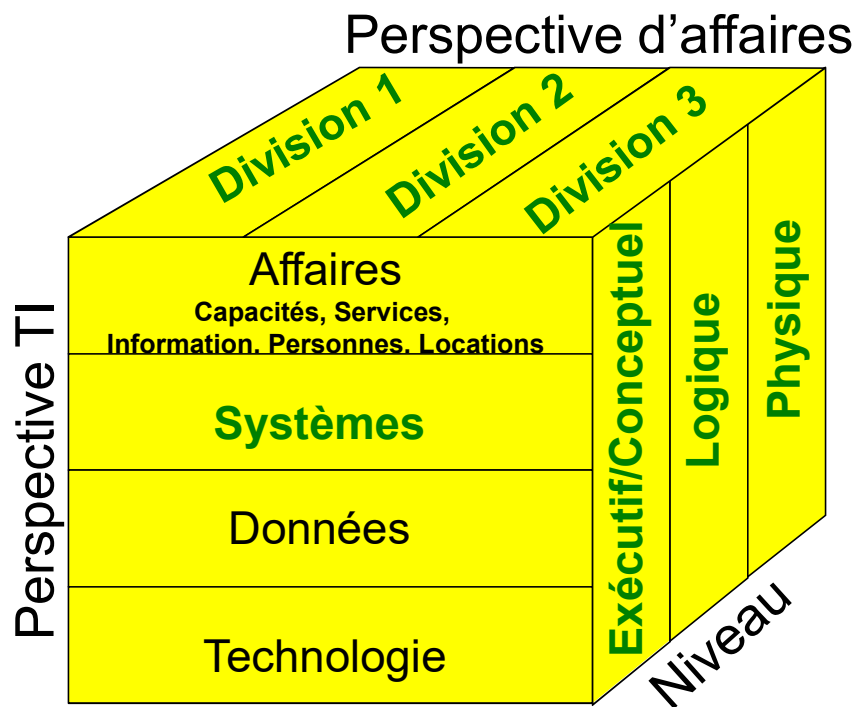 Perspective d’affaires
Division 1
Division 2
Division 3
Affaires
Capacités, Services,
Information, Personnes, Locations
Systèmes
Données
Technologie
Perspective TI
Exécutif/Conceptuel
Logique
Physique
Niveau